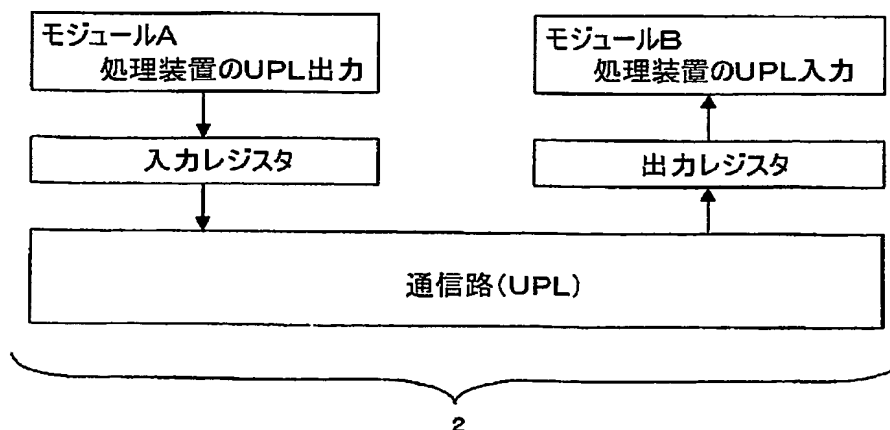 モジュールA
処理装置のUPL出力
モジュールB
処理装置のUPL入力
入力レジスタ
出力レジスタ
通信路(UPL)
2